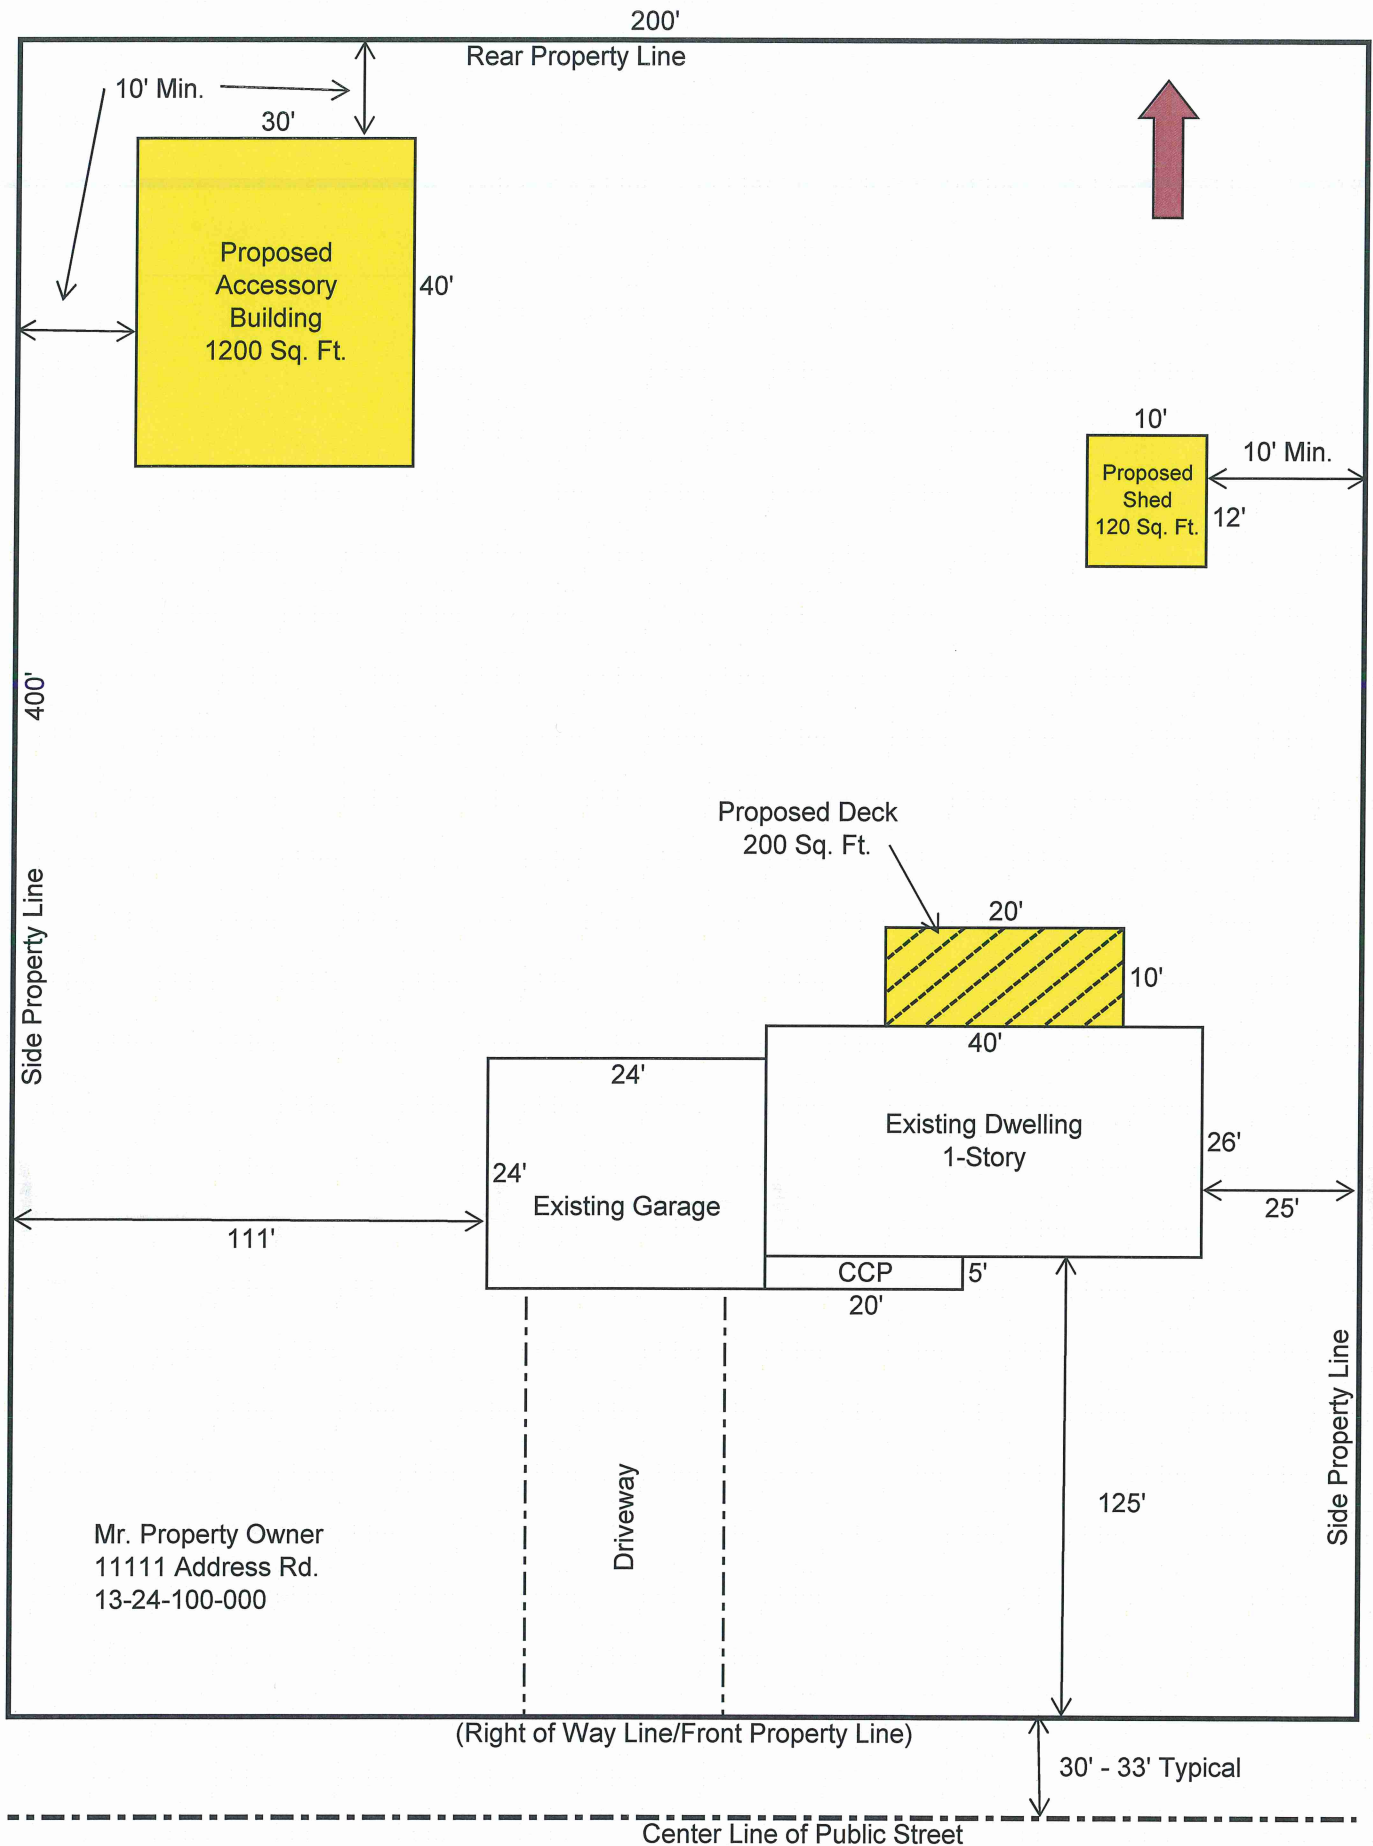 200'
Rear Property Line
10' Min.
30'
Proposed
Accessory
Building
1200 Sq. Ft.
40'
10'
10' Min.
Proposed
Shed
120 Sq. Ft.
12'
400'
Side Property Line
Proposed Deck
200 Sq. Ft.
20'
10'
40'
24'
Existing Dwelling
1-Story
26'
24'
Existing Garage
25'
111'
CCP
5'
20'
Side Property Line
Driveway
125'
Mr. Property Owner
11111 Address Rd.
13-24-100-000
(Right of Way Line/Front Property Line)
30' - 33' Typical
Center Line of Public Street